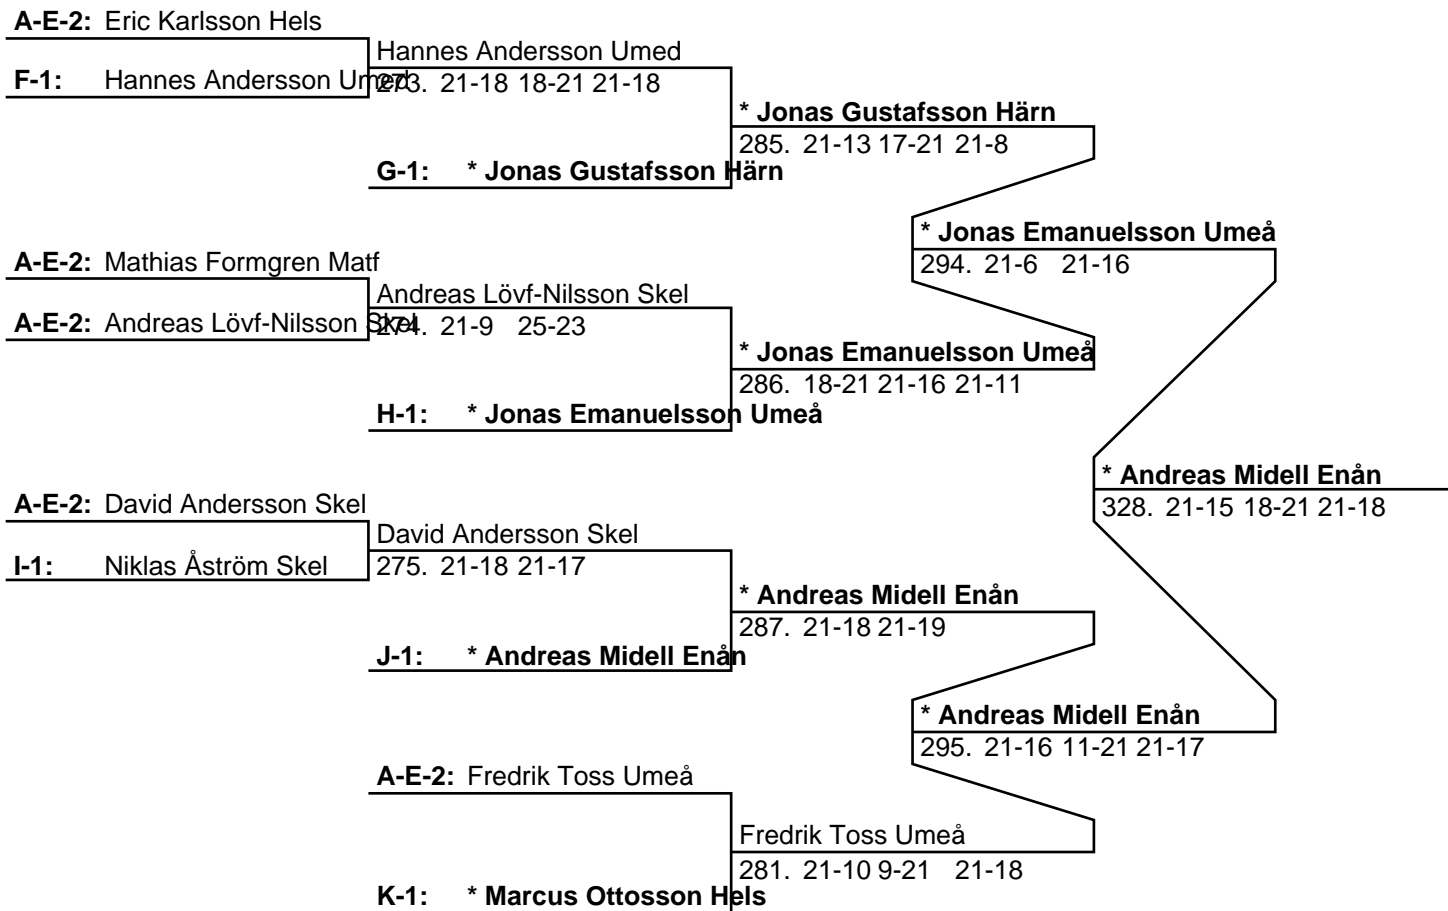 A-E-2: Eric Karlsson Hels
Hannes Andersson Umed
F-1: Hannes Andersson Umed
273. 21-18 18-21 21-18
* Jonas Gustafsson Härn
285. 21-13 17-21 21-8
G-1: * Jonas Gustafsson Härn
* Jonas Emanuelsson Umeå
294. 21-6 21-16
A-E-2: Mathias Formgren Matf
Andreas Lövf-Nilsson Skel
A-E-2: Andreas Lövf-Nilsson Skel
274. 21-9 25-23
* Jonas Emanuelsson Umeå
286. 18-21 21-16 21-11
H-1: * Jonas Emanuelsson Umeå
* Andreas Midell Enån
328. 21-15 18-21 21-18
A-E-2: David Andersson Skel
David Andersson Skel
I-1: Niklas Åström Skel
275. 21-18 21-17
* Andreas Midell Enån
287. 21-18 21-19
J-1: * Andreas Midell Enån
* Andreas Midell Enån
295. 21-16 11-21 21-17
A-E-2: Fredrik Toss Umeå
Fredrik Toss Umeå
281. 21-10 9-21 21-18
K-1: * Marcus Ottosson Hels